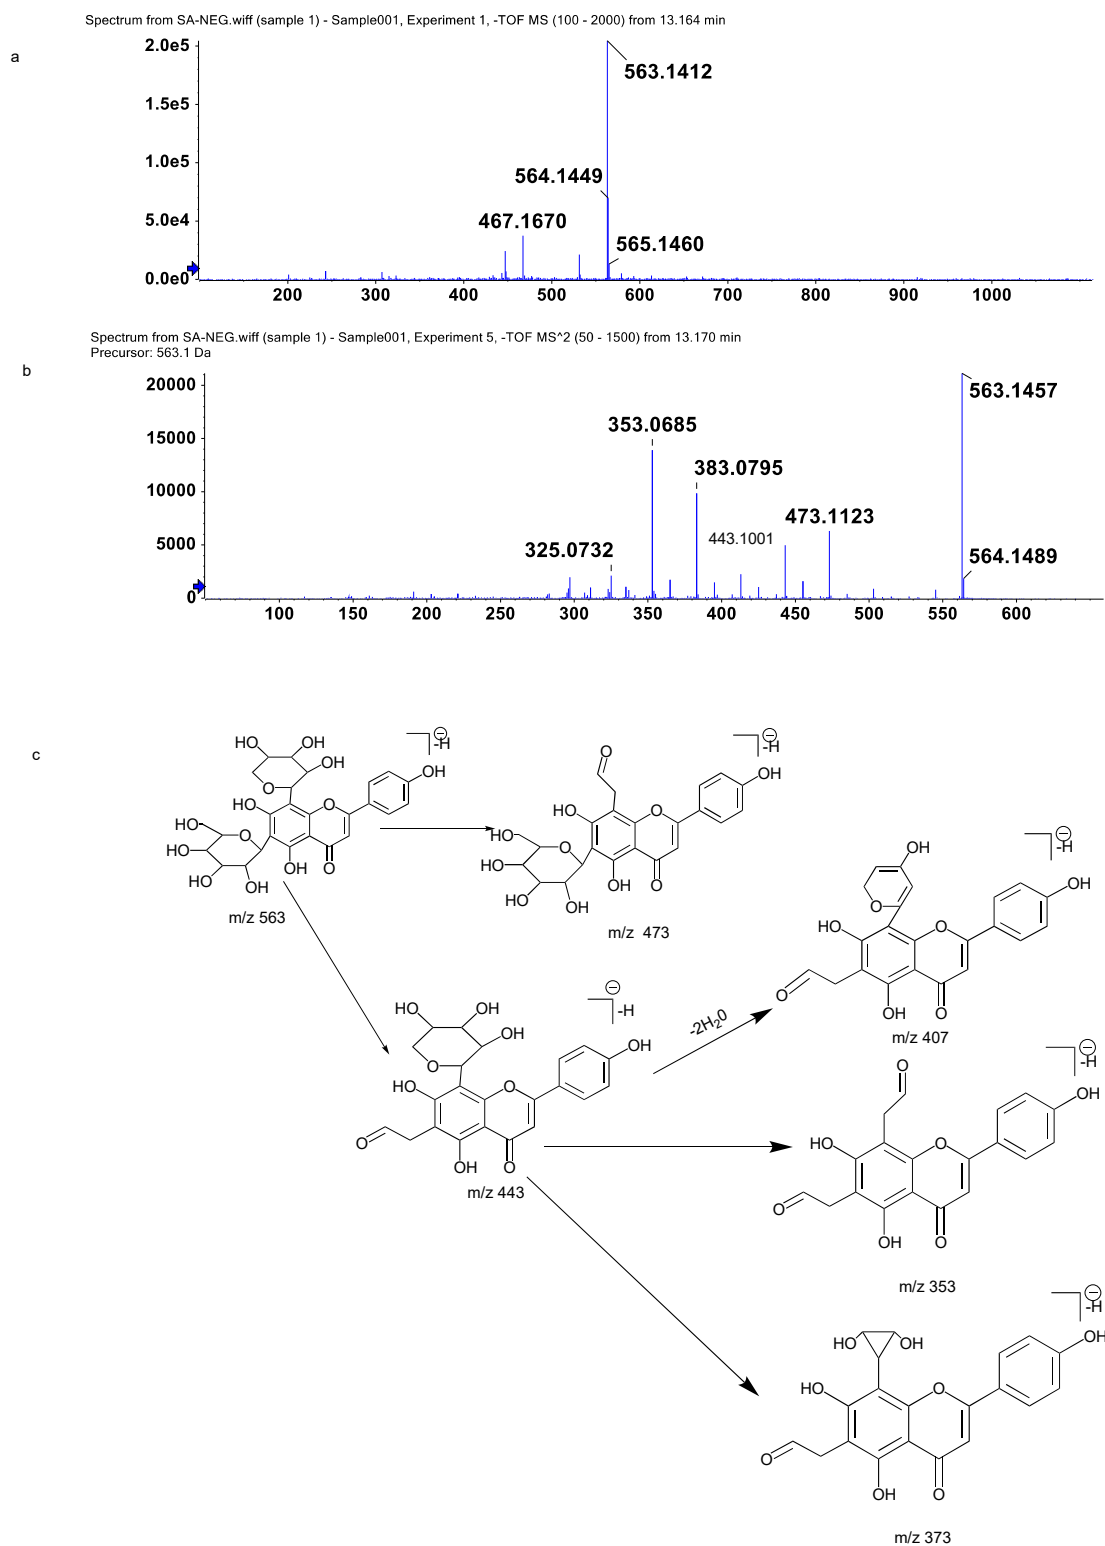 Spectrum from SA-NEG.wiff (sample 1) - Sample001, Experiment 1, -TOF MS (100 - 2000) from 13.164 min
a
2.0e5
1.5e5
1.0e5
5.0e4
0.0e0
563.1412
564.1449
467.1670
565.1460
200 300 400 500 600 700 800 900 1000
Spectrum from SA-NEG.wiff (sample 1) - Sample001, Experiment 5, -TOF MS^2 (50 - 1500) from 13.170 min
Precursor: 563.1 Da
b
20000
15000
10000
5000
0
563.1457
353.0685
383.0795
443.1001
473.1123
325.0732
564.1489
100 150 200 250 300 350 400 450 500 550 600
c
HO OH
OH
O
HO
O
OH
HO
HO
HO
OH
O
OH
O
-H
m/z 563
O
HO
O
OH
HO
HO
HO
OH
O
OH
O
-H
m/z 473
OH
O
HO
O
OH
O
OH
O
-H
m/z 407
HO OH
OH
O
HO
O
OH
O
OH
O
-H
m/z 443
-2H20
O
HO
O
OH
O
OH
O
-H
m/z 353
HO OH
HO
O
OH
O
OH
O
-H
m/z 373